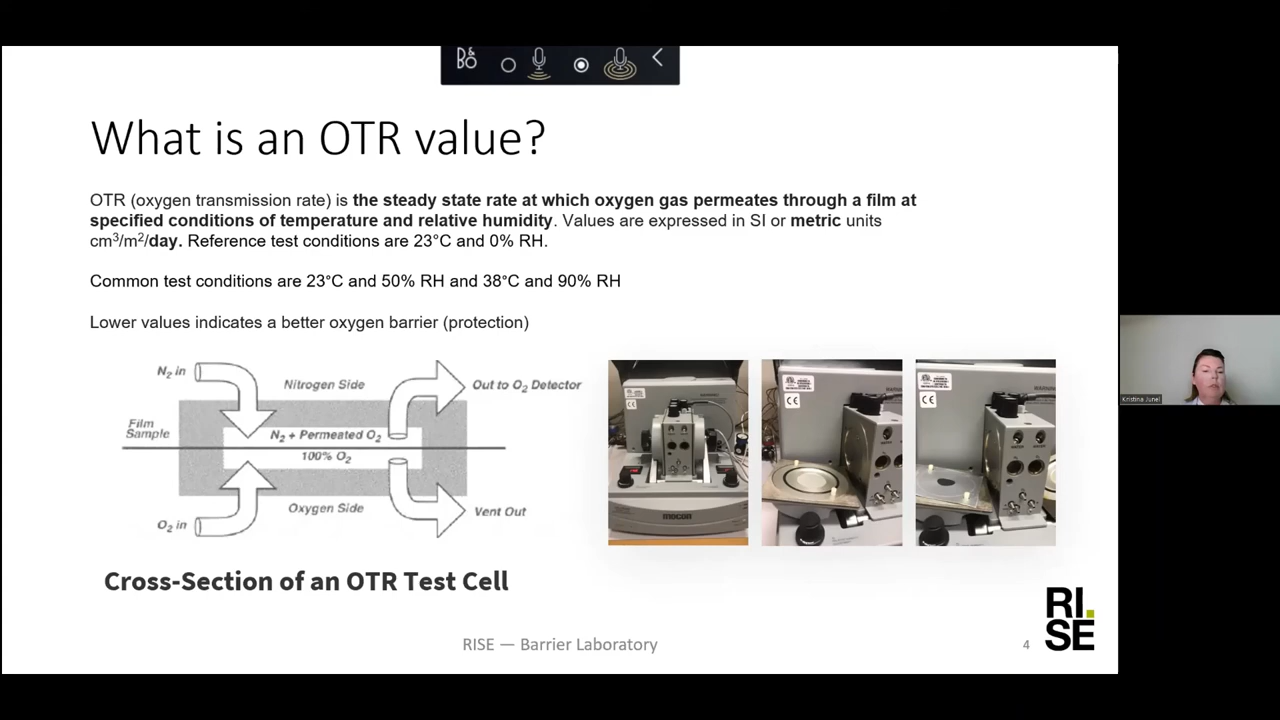 B&O
What is an OTR value?
OTR (oxygen transmission rate) is the steady state rate at which oxygen gas permeates through a film at
specified conditions of temperature and relative humidity. Values are expressed in SI or metric units
cm³/m²/day. Reference test conditions are 23°C and 0% RH.
Common test conditions are 23°C and 50% RH and 38°C and 90% RH
Lower values indicates a better oxygen barrier (protection)
N₂ in
Nitrogen Side
Out to O₂ Detector
Film
Sample
N₂ + Permeated O₂
100% O₂
O₂ in
Oxygen Side
Vent Out
mocon
CE
CE
Cross-Section of an OTR Test Cell
RISE — Barrier Laboratory
4
RI.
SE
Kristina Junel